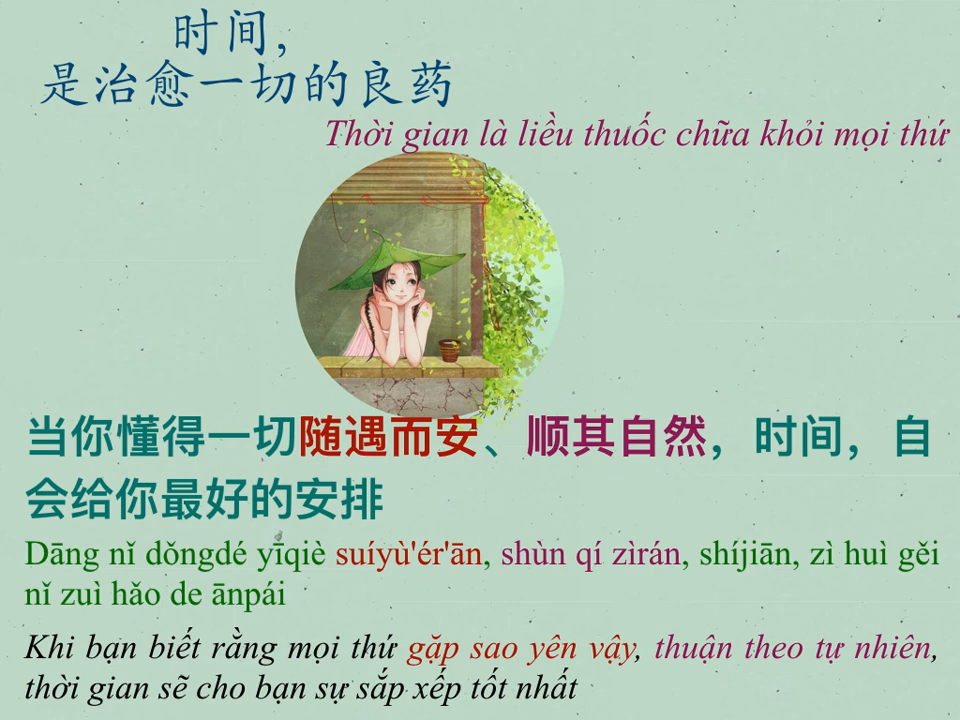 时间，
是治愈一切的良药
Thời gian là liều thuốc chữa khỏi mọi thứ
当你懂得一切随遇而安、顺其自然，时间，自
会给你最好的安排
Dāng nǐ dǒngdé yīqiè suíyù'ér'ān, shùn qí zìrán, shíjiān, zì huì gěi
nǐ zuì hǎo de ānpái
Khi bạn biết rằng mọi thứ gặp sao yên vậy, thuận theo tự nhiên,
thời gian sẽ cho bạn sự sắp xếp tốt nhất